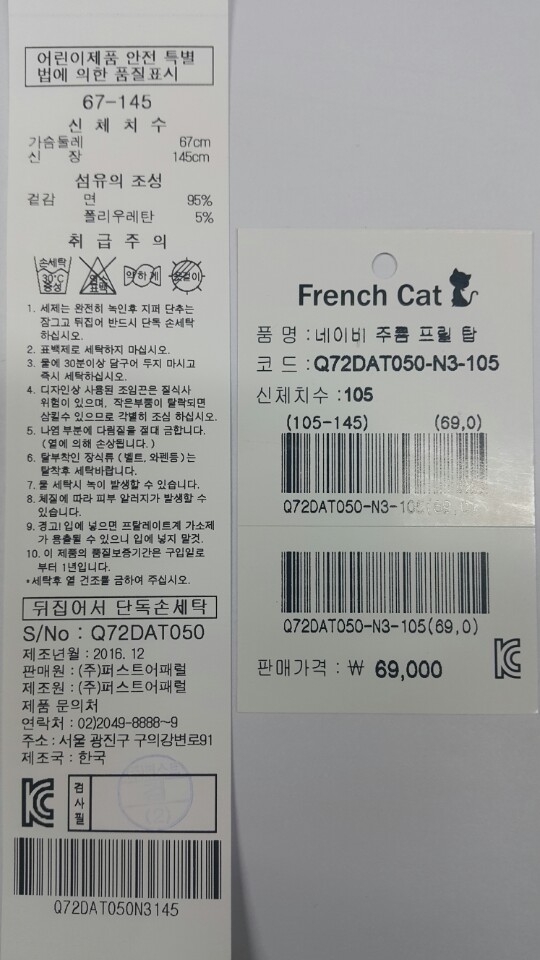 어린이제품 안전 특별
법에 의한 품질표시
67-145
신 체 치 수
가슴둘레 67cm
신 장 145cm
섬유의 조성
겉감 면 95%
폴리우레탄 5%
취 급 주 의
손세탁
30℃
중성
염소
표백
약하게
옷걸이
1. 세제는 완전히 녹인후 지퍼 단추는
잠그고 뒤집어 반드시 단독 손세탁
하십시오.
2. 표백제로 세탁하지 마십시오.
3. 물에 30분이상 담구어 두지 마시고
즉시 세탁하십시오.
4. 디자인상 사용된 조임끈은 질식사
위험이 있으며, 작은부품이 탈락되면
삼킬수 있으므로 각별히 조심 하십시오.
5. 나염 부분에 다림질을 절대 금합니다.
(열에 의해 손상됩니다.)
6. 탈부착인 장식류 (벨트, 와펜등)는
탈착후 세탁바랍니다.
7. 물 세탁시 녹이 발생할 수 있습니다.
8. 체질에 따라 피부 알러지가 발생할 수
있습니다.
9. 경고! 입에 넣으면 프탈레이트계 가소제
가 용출될 수 있으니 입에 넣지 말것.
10. 이 제품의 품질보증기간은 구입일로
부터 1년입니다.
*세탁후 열 건조를 금하여 주십시오.
뒤집어서 단독손세탁
S/No : Q72DAT050
제조년월 : 2016. 12
판매원 : (주)퍼스트어패럴
제조원 : (주)퍼스트어패럴
제품 문의처
연락처 : 02)2049-8888~9
주소 : 서울 광진구 구의강변로91
제조국 : 한국
검사필
Q72DAT050N3145
French Cat
품 명 : 네이비 주름 프릴 탑
코 드 : Q72DAT050-N3-105
신체치수 : 105
(105-145) (69,0)
Q72DAT050-N3-105(69,0)
Q72DAT050-N3-105(69,0)
판매가격 : ₩ 69,000